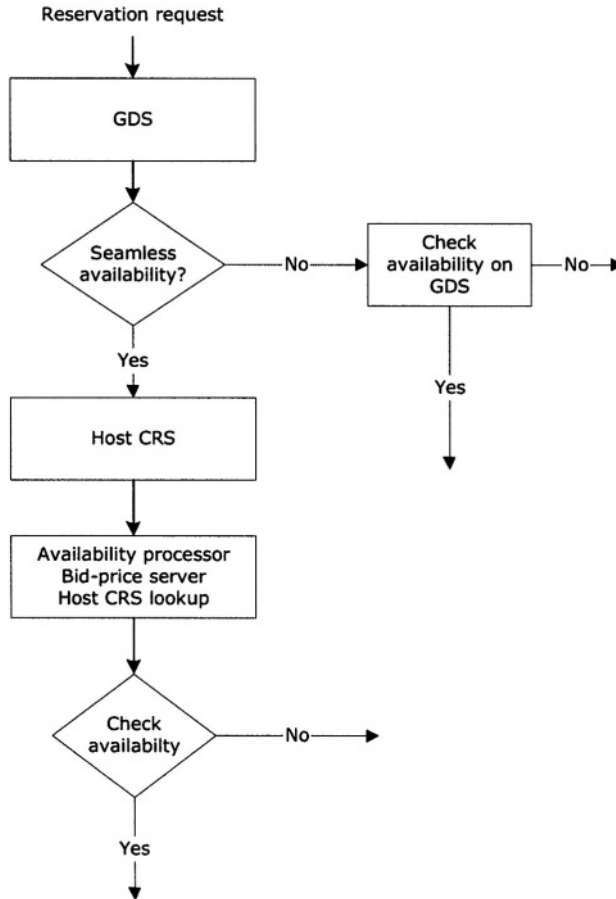 Reservation request
GDS
Seamless
availability?
No
Check
availability on
GDS
No
Yes
Yes
Host CRS
Availability processor
Bid-price server
Host CRS lookup
Check
availabilty
No
Yes